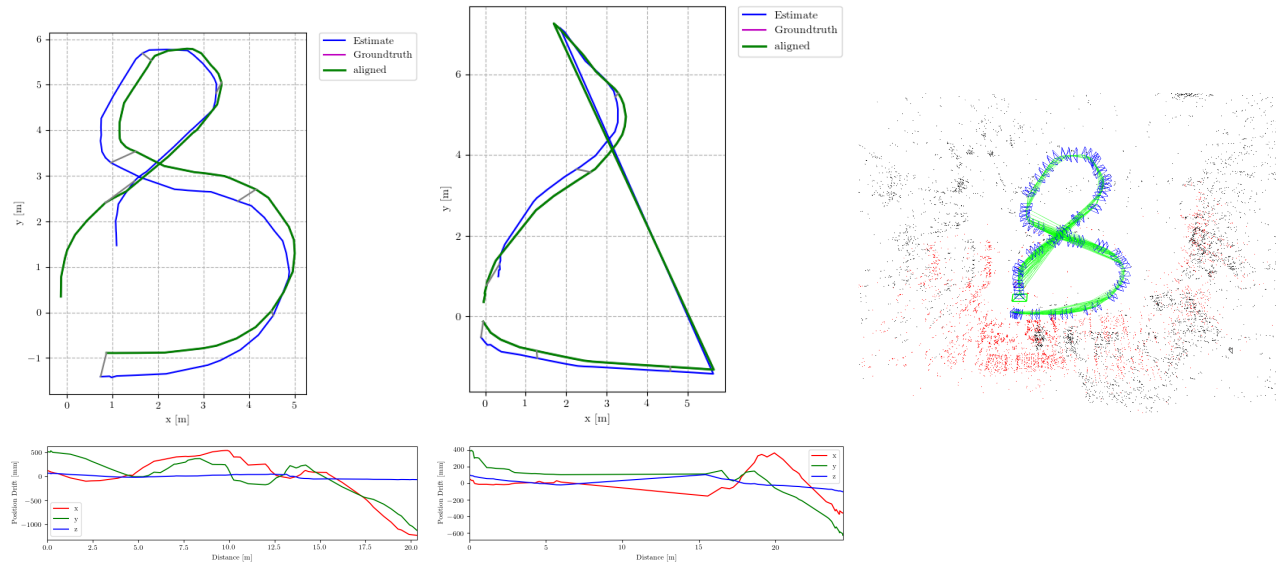 Estimate
Groundtruth
aligned
6
5
4
3
2
1
0
−1
y [m]
0 1 2 3 4 5
x [m]
Estimate
Groundtruth
aligned
6
4
2
0
y [m]
0 1 2 3 4 5
x [m]
500
0
−500
−1000
Position Drift [mm]
x
y
z
0.0 2.5 5.0 7.5 10.0 12.5 15.0 17.5 20.0
Distance [m]
400
200
0
−200
−400
−600
Position Drift [mm]
x
y
z
0 5 10 15 20
Distance [m]